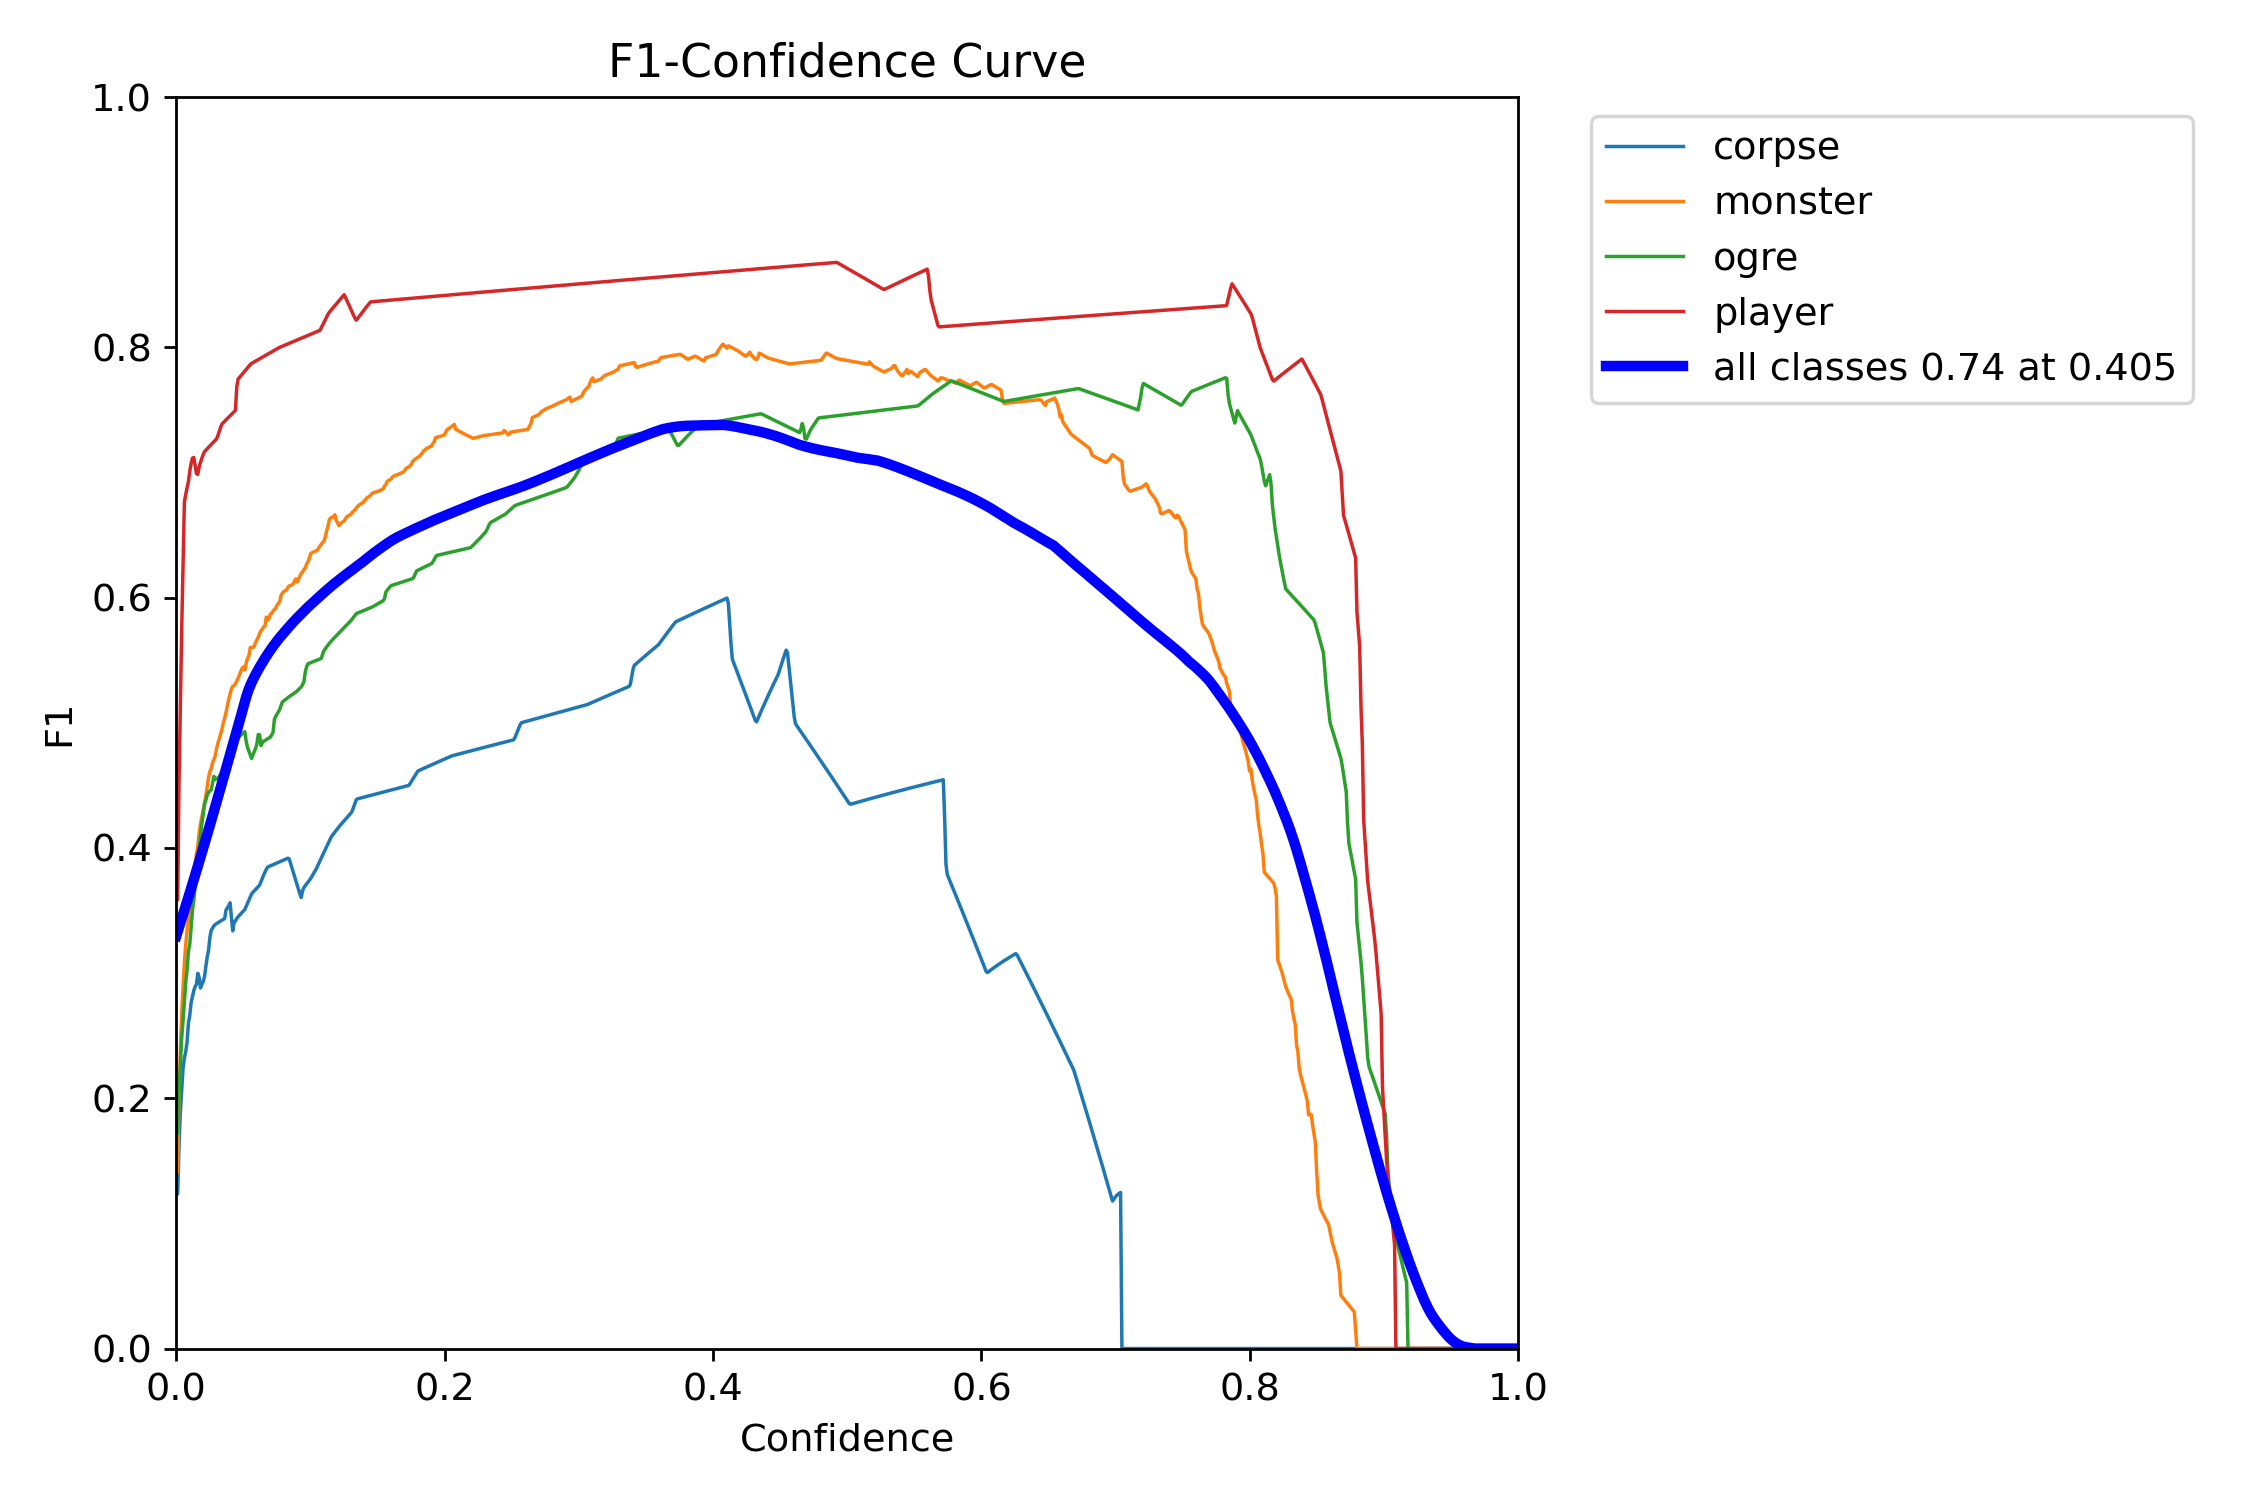 F1-Confidence Curve
1.0
0.8
0.6
0.4
0.2
0.0
F1
0.0 0.2 0.4 0.6 0.8 1.0
Confidence
corpse
monster
ogre
player
all classes 0.74 at 0.405